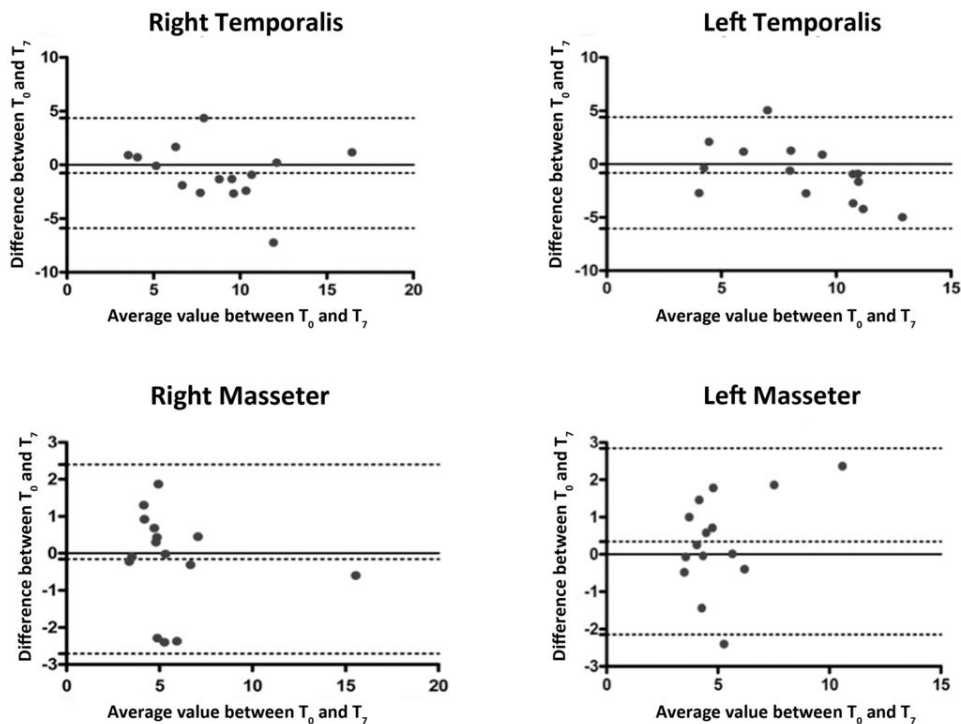 Right Temporalis
Difference between T₀ and T₇
10
5
0
-5
-10
0 5 10 15 20
Average value between T₀ and T₇
Left Temporalis
Difference between T₀ and T₇
10
5
0
-5
-10
0 5 10 15
Average value between T₀ and T₇
Right Masseter
Difference between T₀ and T₇
3
2
1
0
-1
-2
-3
0 5 10 15 20
Average value between T₀ and T₇
Left Masseter
Difference between T₀ and T₇
3
2
1
0
-1
-2
-3
0 5 10 15
Average value between T₀ and T₇